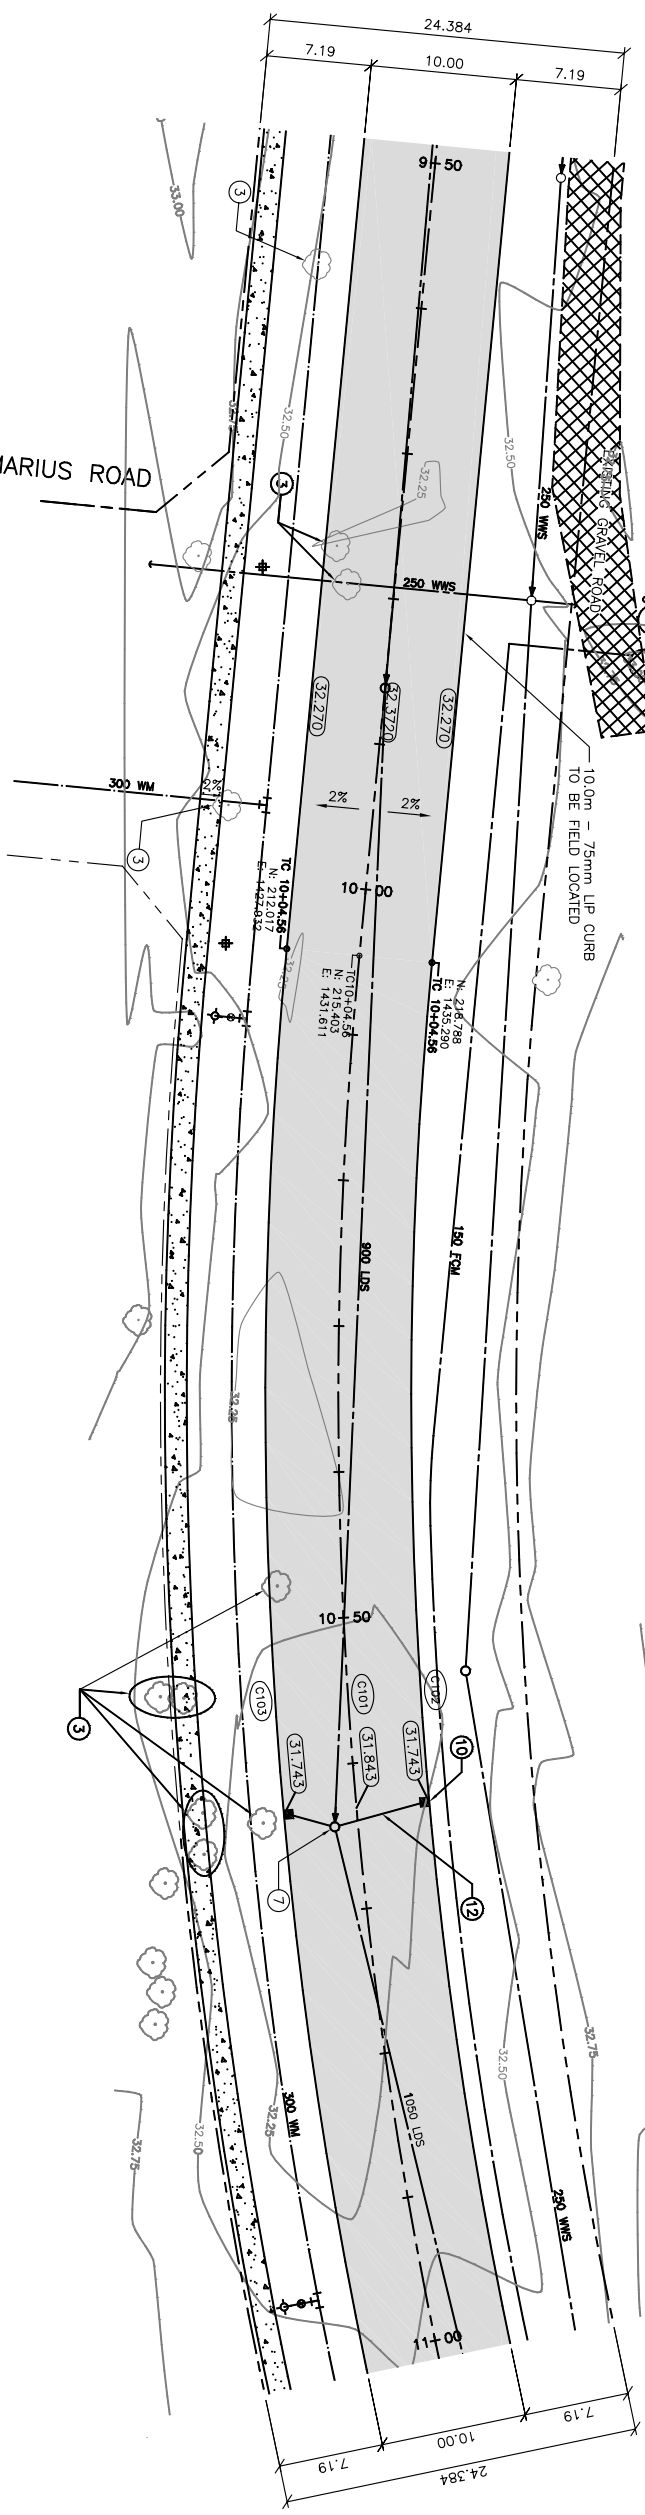 24.384
7.19
10.00
7.19
9+50
33.00
3
32.50
32.50
32.25
EXISTING GRAVEL ROAD
250 WWS
MARIUS ROAD
3
250 WWS
32.270
32.3720
32.270
10.0m - 75mm LIP CURB
TO BE FIELD LOCATED
300 WM
2%
2%
2%
3
10+00
TC 10+04.56
N: 212.017
E: 1427.932
32.25
TC10+04.56
N: 215.403
E: 1431.611
N: 218.788
E: 1435.290
TC 10+04.56
150 FCM
900 LDS
32.25
10+50
C103
C101
C102
3
31.743
31.843
31.743
10
7
12
32.75
32.50
1050 LDS
300 WM
32.25
32.50
32.75
250 WWS
11+00
7.19
10.00
7.19
24.384